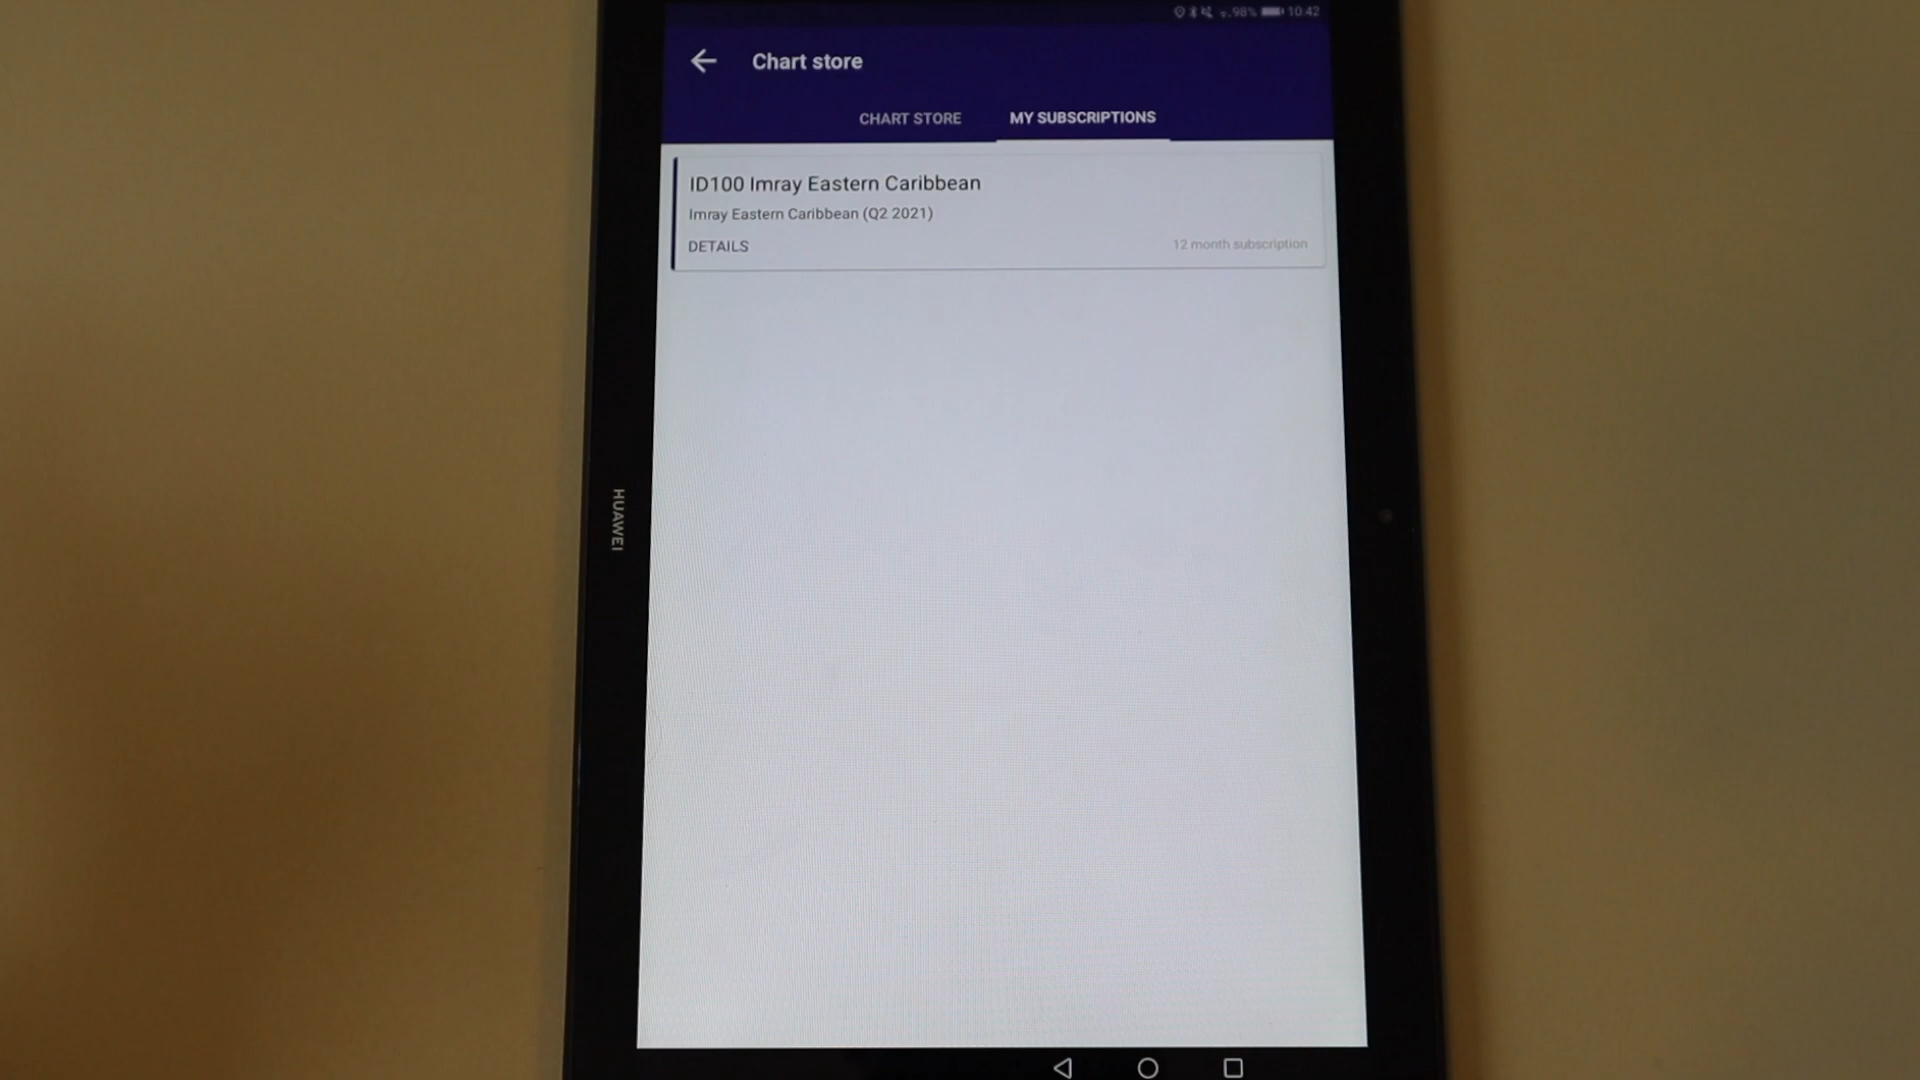 98% 10:42
Chart store
CHART STORE MY SUBSCRIPTIONS
ID100 Imray Eastern Caribbean
Imray Eastern Caribbean (Q2 2021)
DETAILS 12 month subscription
HUAWEI